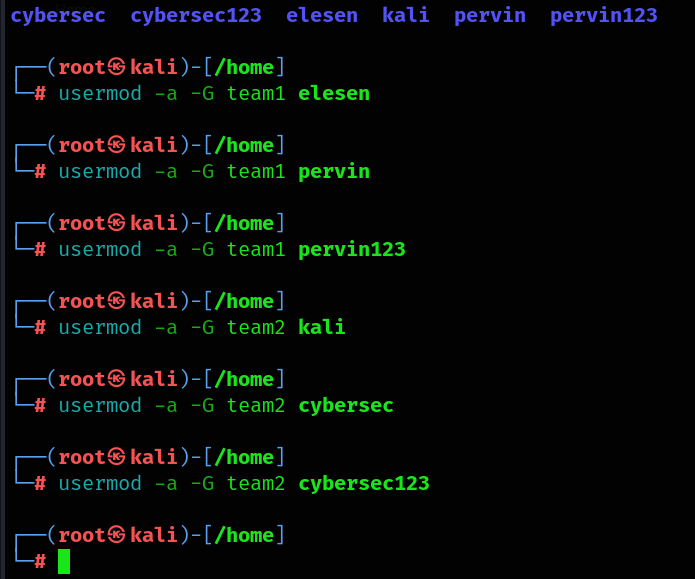 cybersec  cybersec123  elesen  kali  pervin  pervin123
┌──(root㉿kali)-[/home]
└─# usermod -a -G team1 elesen
┌──(root㉿kali)-[/home]
└─# usermod -a -G team1 pervin
┌──(root㉿kali)-[/home]
└─# usermod -a -G team1 pervin123
┌──(root㉿kali)-[/home]
└─# usermod -a -G team2 kali
┌──(root㉿kali)-[/home]
└─# usermod -a -G team2 cybersec
┌──(root㉿kali)-[/home]
└─# usermod -a -G team2 cybersec123
┌──(root㉿kali)-[/home]
└─#